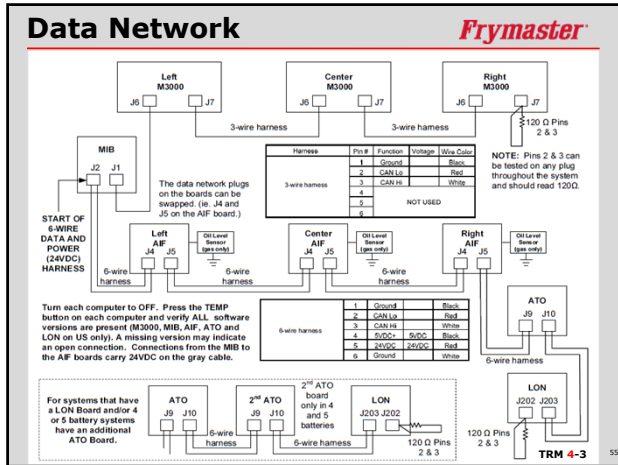 Data Network
Frymaster
Left
M3000
Center
M3000
Right
M3000
J6
J7
J6
J7
J6
J7
3-wire harness
3-wire harness
120 Ω Pins
2 & 3
MIB
J2
J1
The data network plugs
on the boards can be
swapped. (ie. J4 and
J5 on the AIF board.)
Harness Pin # Function Voltage Wire Color
3-wire harness
1 Ground Black
2 CAN Lo Red
3 CAN Hi White
4
5
6
NOT USED
NOTE: Pins 2 & 3 can
be tested on any plug
throughout the system
and should read 120Ω.
START OF
6-WIRE
DATA AND
POWER
(24VDC)
HARNESS
Left
AIF
J4 J5
Oil Level
Sensor
(gas only)
Center
AIF
J4 J5
Oil Level
Sensor
(gas only)
Right
AIF
J4 J5
Oil Level
Sensor
(gas only)
6-wire
harness
6-wire
harness
6-wire
harness
Turn each computer to OFF. Press the TEMP
button on each computer and verify ALL software
versions are present (M3000, MIB, AIF, ATO and
LON on US only). A missing version may indicate
an open connection. Connections from the MIB to
the AIF boards carry 24VDC on the gray cable.
6-wire harness
1 Ground Black
2 CAN Lo Red
3 CAN Hi White
4 5VDC+ 5VDC Black
5 24VDC 24VDC Red
6 Ground White
ATO
J9 J10
6-wire harness
For systems that have
a LON Board and/or 4
or 5 battery systems
have an additional
ATO Board.
ATO
J9 J10
6-wire
harness
2nd ATO
J9 J10
2nd ATO
board
only in 4
and 5
batteries
6-wire harness
LON
J203 J202
120 Ω Pins
2 & 3
LON
J202 J203
120 Ω Pins
2 & 3
TRM 4-3
55